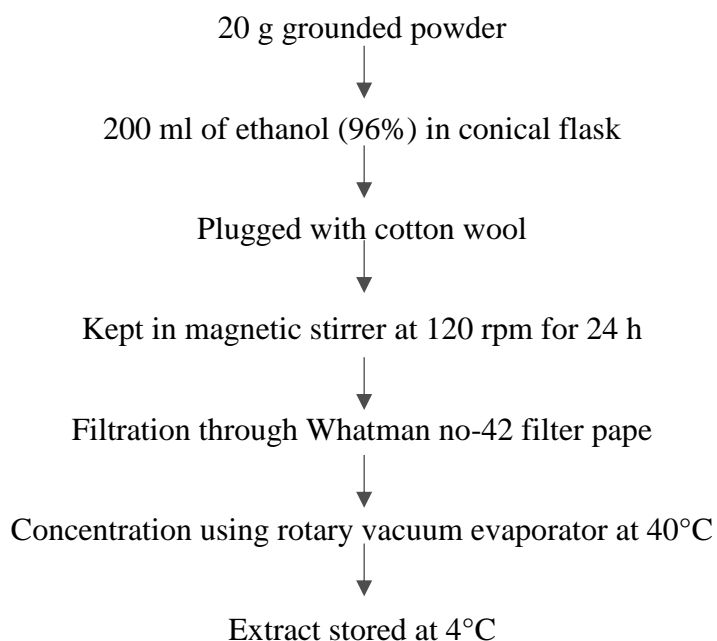 20 g grounded powder
200 ml of ethanol (96%) in conical flask
Plugged with cotton wool
Kept in magnetic stirrer at 120 rpm for 24 h
Filtration through Whatman no-42 filter pape
Concentration using rotary vacuum evaporator at 40°C
Extract stored at 4°C